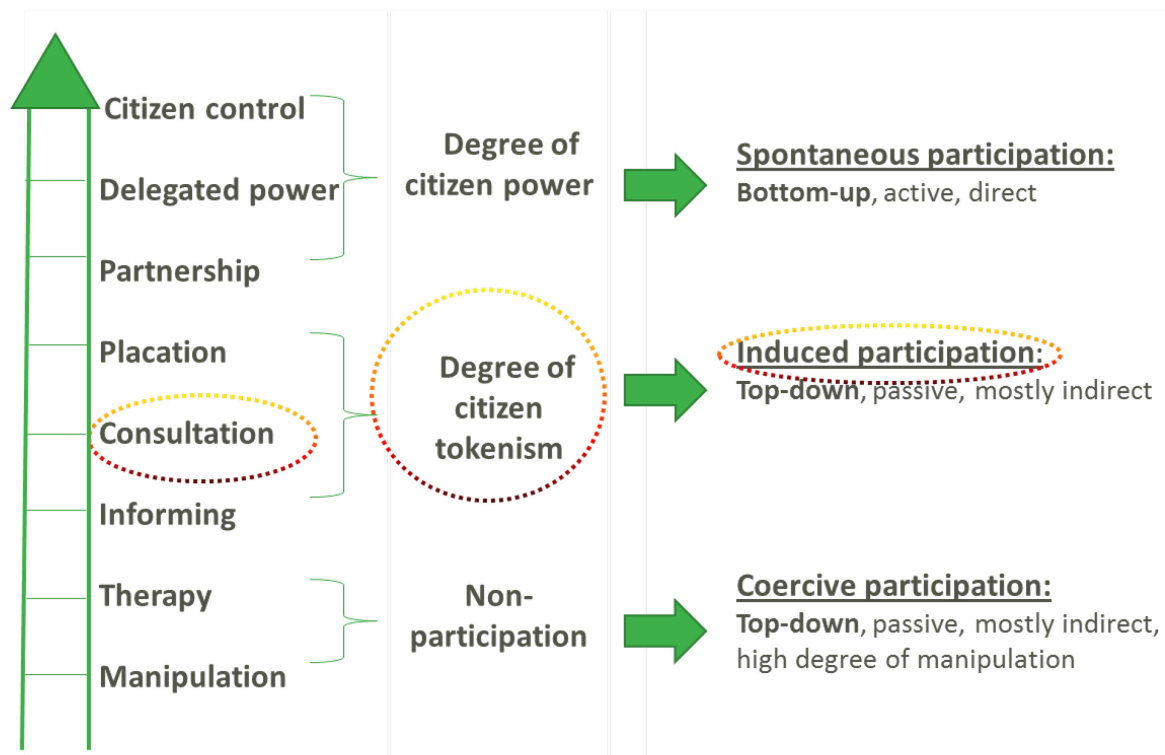 Citizen control
Delegated power
Partnership
Placation
Consultation
Informing
Therapy
Manipulation
Degree of
citizen power
Degree of
citizen
tokenism
Non-
participation
Spontaneous participation:
Bottom-up, active, direct
Induced participation:
Top-down, passive, mostly indirect
Coercive participation:
Top-down, passive, mostly indirect,
high degree of manipulation